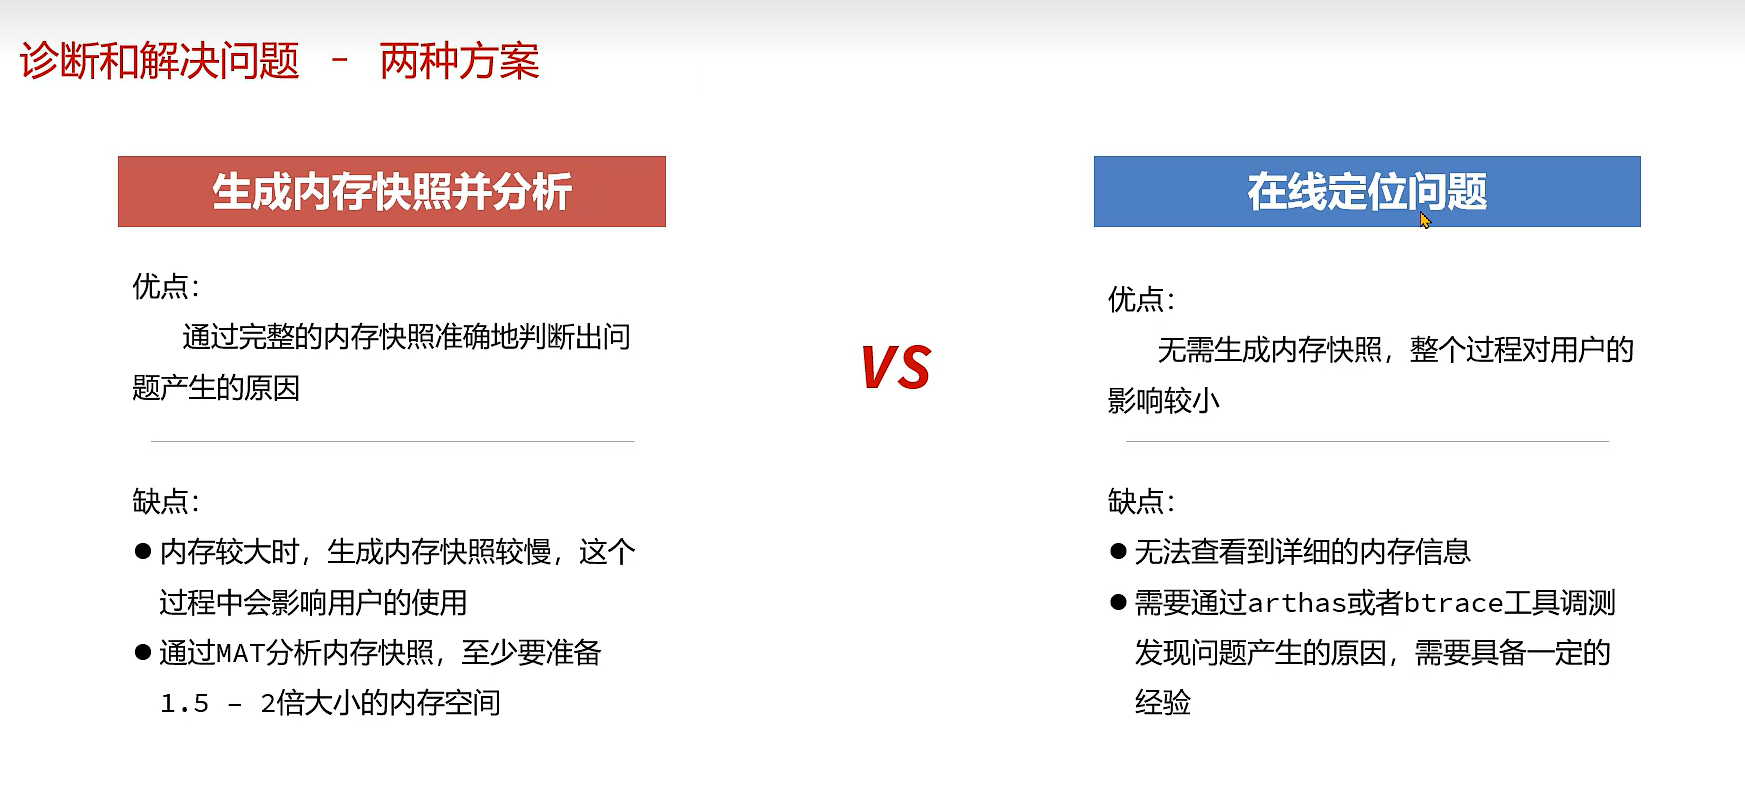 诊断和解决问题 - 两种方案
生成内存快照并分析
优点：
通过完整的内存快照准确地判断出问
题产生的原因
缺点：
●内存较大时，生成内存快照较慢，这个
过程中会影响用户的使用
●通过MAT分析内存快照，至少要准备
1.5 – 2倍大小的内存空间
VS
在线定位问题
优点：
无需生成内存快照，整个过程对用户的
影响较小
缺点：
●无法查看到详细的内存信息
●需要通过arthas或者btrace工具调测
发现问题产生的原因，需要具备一定的
经验